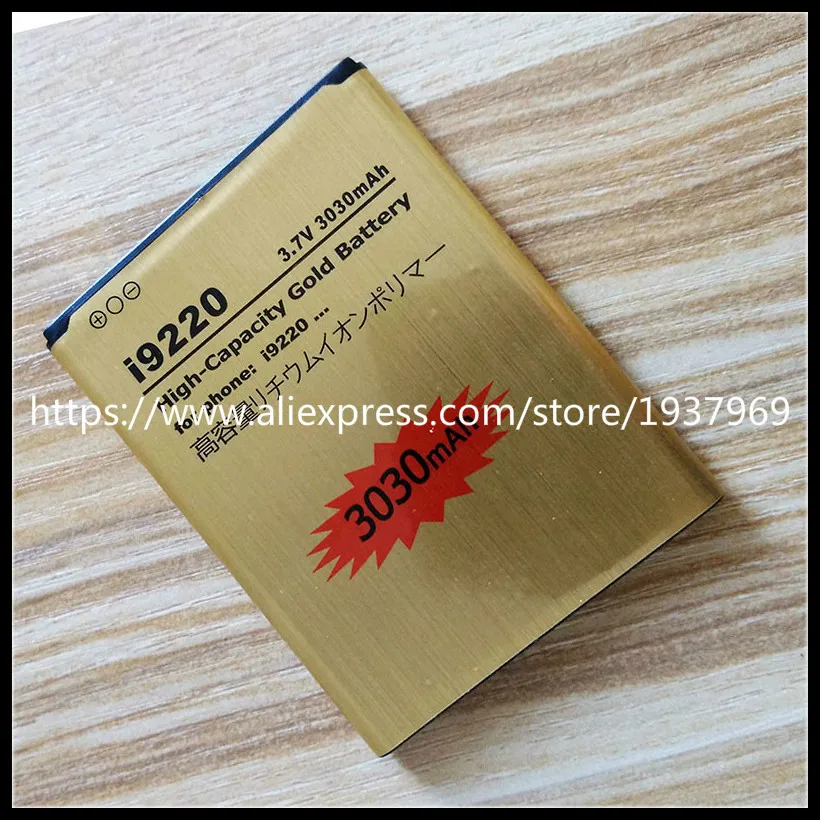 i9220
3.7V 3030mAh
High-Capacity Gold Battery
for phone: i9220 ...
高容量リチウムイオンポリマー
https://www.aliexpress.com/store/1937969
3030mAh